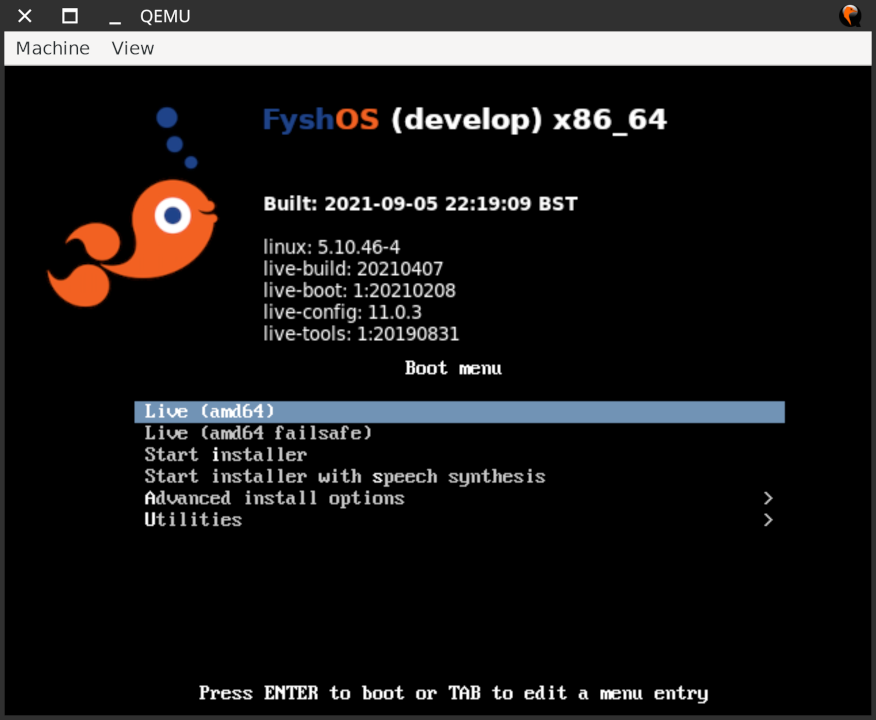 QEMU
Machine View
FyshOS (develop) x86_64
Built: 2021-09-05 22:19:09 BST
linux: 5.10.46-4
live-build: 20210407
live-boot: 1:20210208
live-config: 11.0.3
live-tools: 1:20190831
Boot menu
Live (amd64)
Live (amd64 failsafe)
Start installer
Start installer with speech synthesis
Advanced install options >
Utilities >
Press ENTER to boot or TAB to edit a menu entry